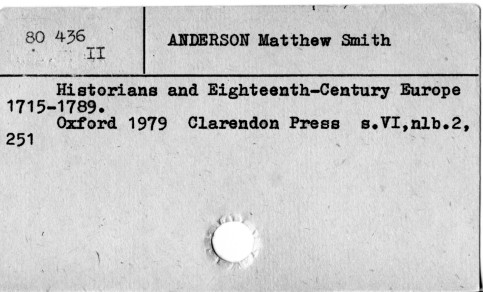 80 436
II
ANDERSON Matthew Smith
Historians and Eighteenth-Century Europe
1715-1789.
Oxford 1979 Clarendon Press s.VI,nlb.2,
251